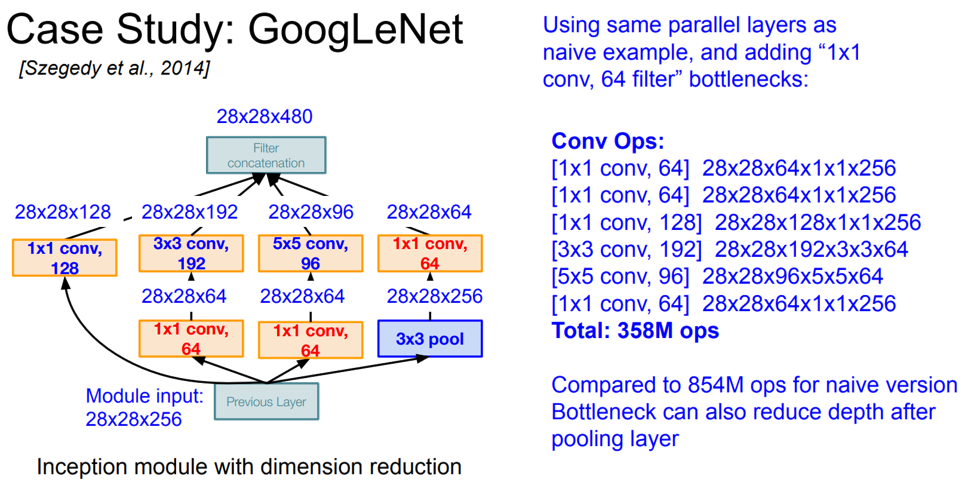 Case Study: GoogLeNet
[Szegedy et al., 2014]
28x28x480
Filter
concatenation
28x28x128
28x28x192
28x28x96
28x28x64
1x1 conv,
128
3x3 conv,
192
5x5 conv,
96
1x1 conv,
64
28x28x64
28x28x64
28x28x256
1x1 conv,
64
1x1 conv,
64
3x3 pool
Module input:
28x28x256
Previous Layer
Inception module with dimension reduction
Using same parallel layers as
naive example, and adding “1x1
conv, 64 filter” bottlenecks:
Conv Ops:
[1x1 conv, 64] 28x28x64x1x1x256
[1x1 conv, 64] 28x28x64x1x1x256
[1x1 conv, 128] 28x28x128x1x1x256
[3x3 conv, 192] 28x28x192x3x3x64
[5x5 conv, 96] 28x28x96x5x5x64
[1x1 conv, 64] 28x28x64x1x1x256
Total: 358M ops
Compared to 854M ops for naive version
Bottleneck can also reduce depth after
pooling layer